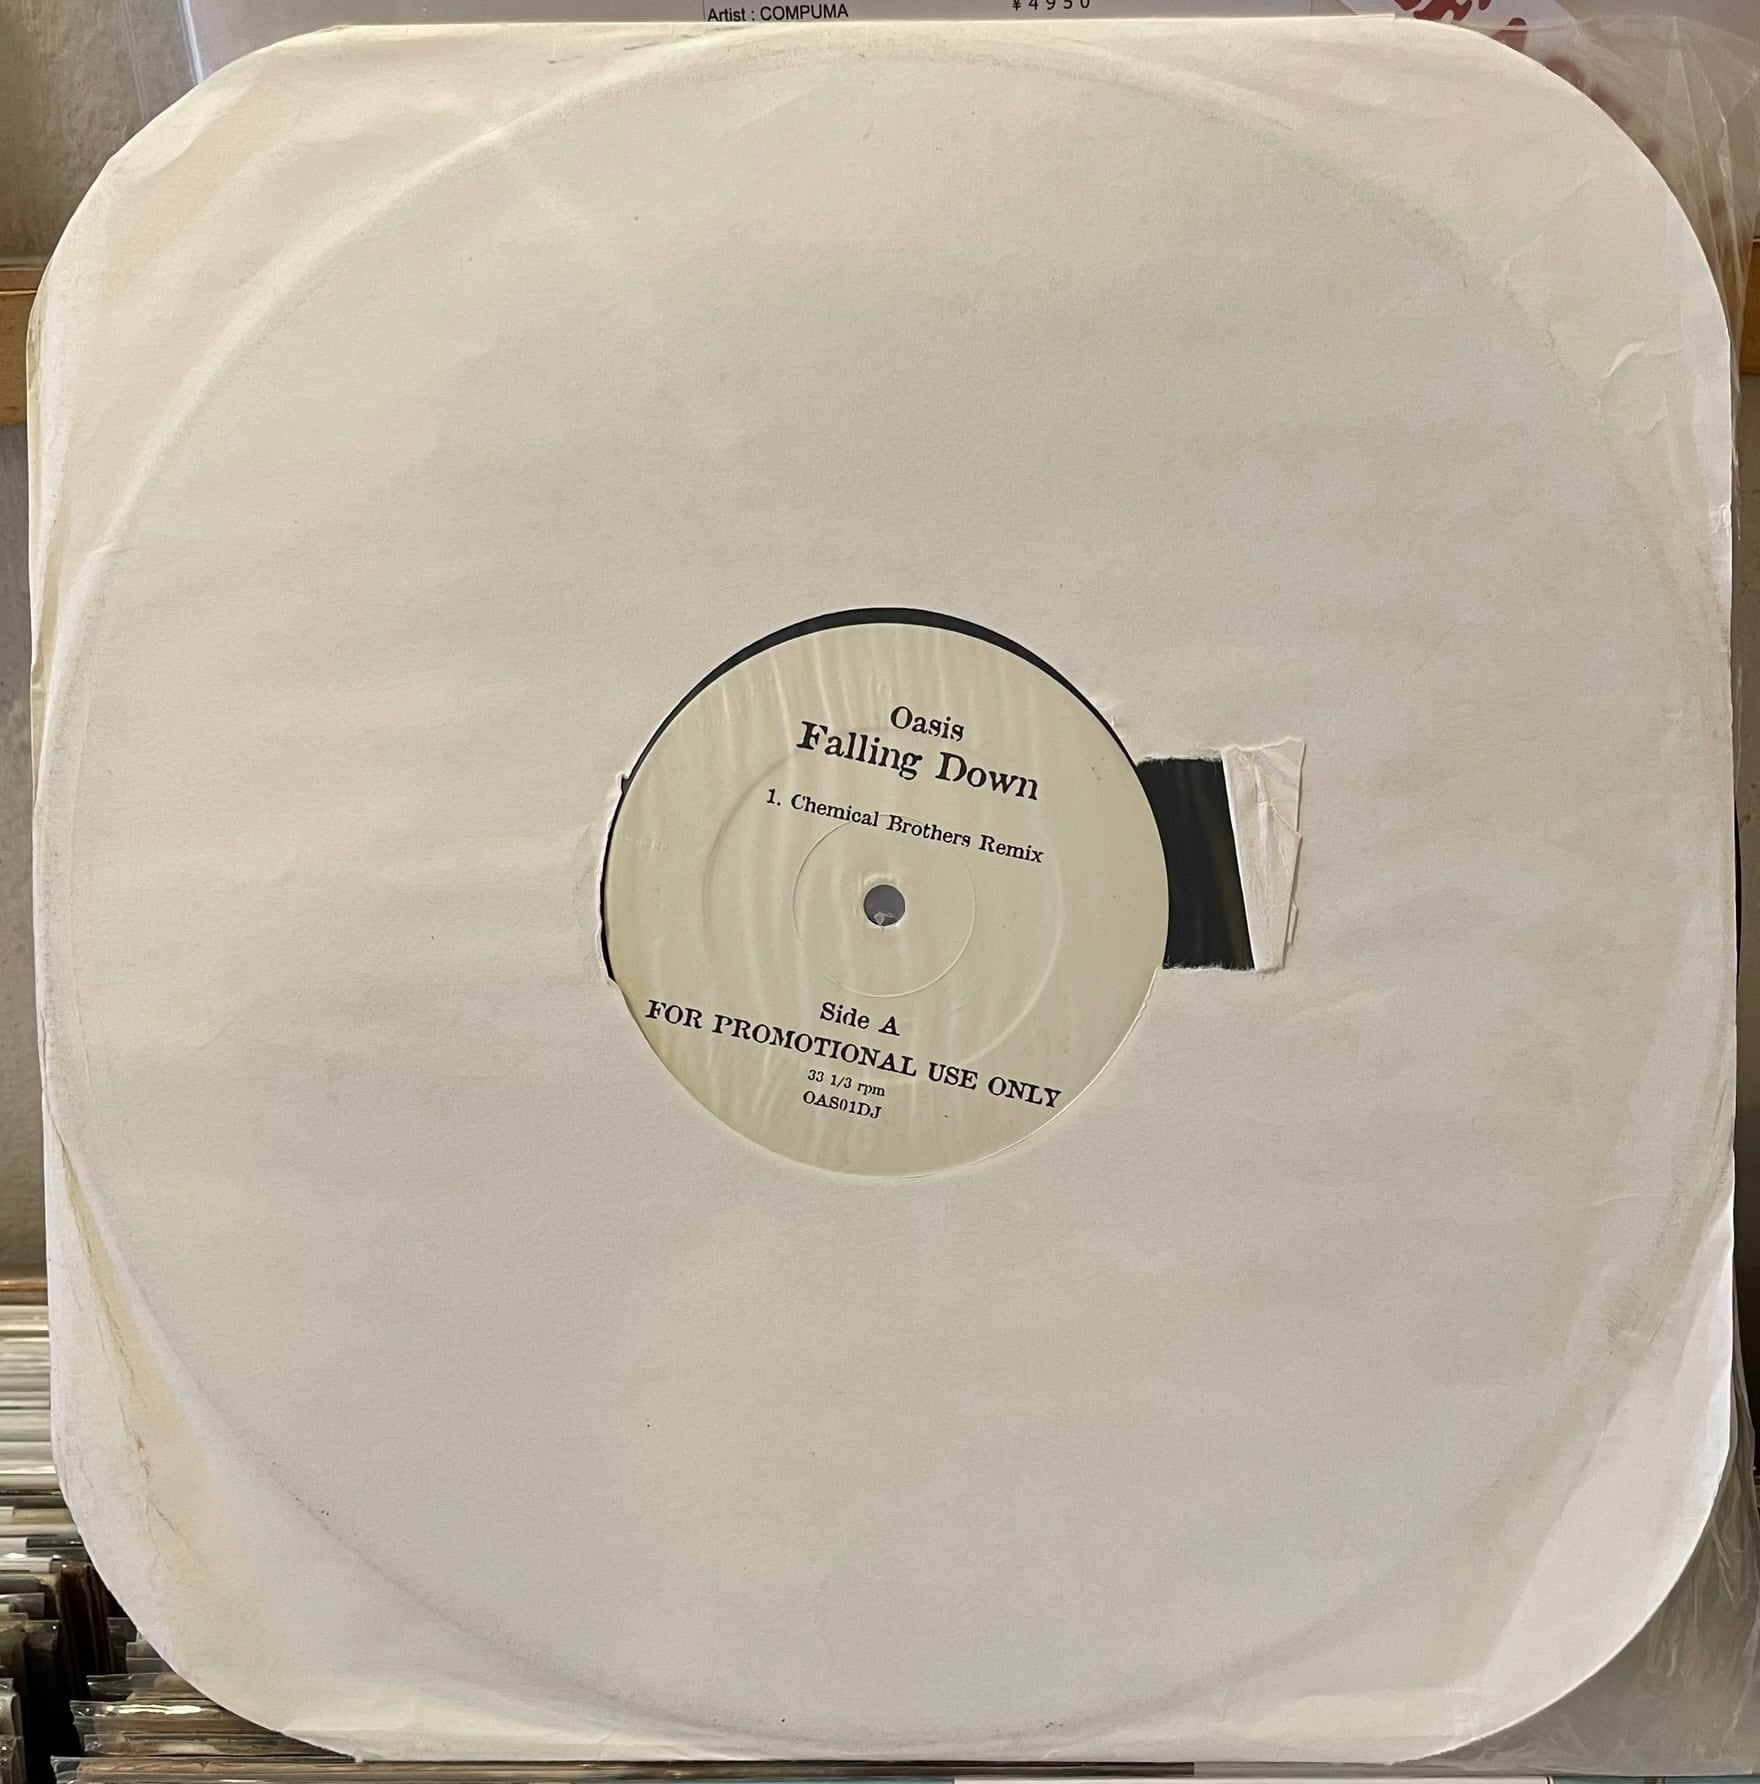 Artist : COMPUMA
¥4950
Oasis
Falling Down
1. Chemical Brothers Remix
Side A
FOR PROMOTIONAL USE ONLY
33 1/3 rpm
OAS01DJ